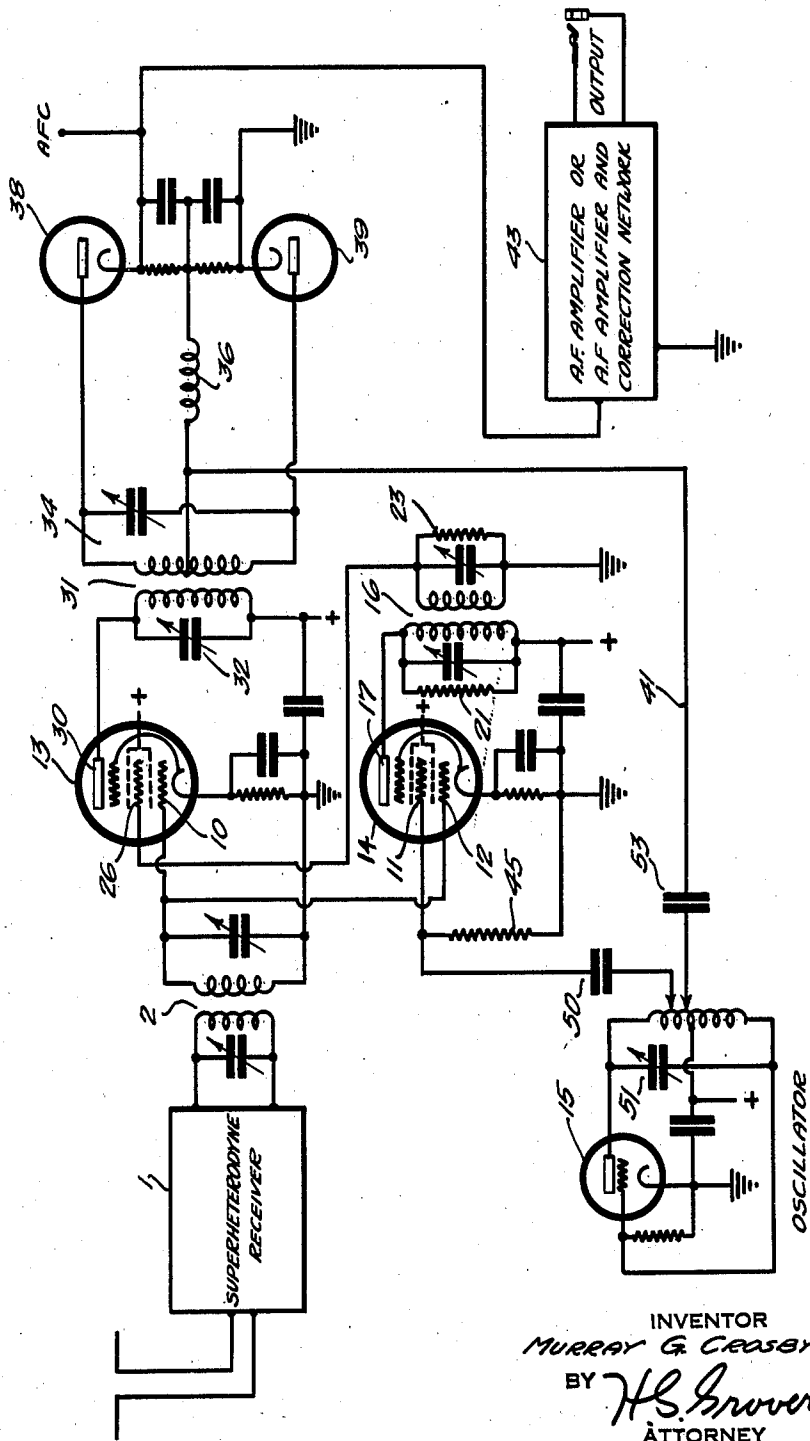 AFC
38
39
36
34
31
32
30
13
26
10
2
1
SUPERHETERODYNE
RECEIVER
43
A.F. AMPLIFIER OR
A.F AMPLIFIER AND
CORRECTION NETWORK
OUTPUT
23
16
17
21
14
11
12
45
41
53
50
51
15
OSCILLATOR
+
+
+
+
+
INVENTOR
MURRAY G. CROSBY
BY H.S. Grover
ATTORNEY